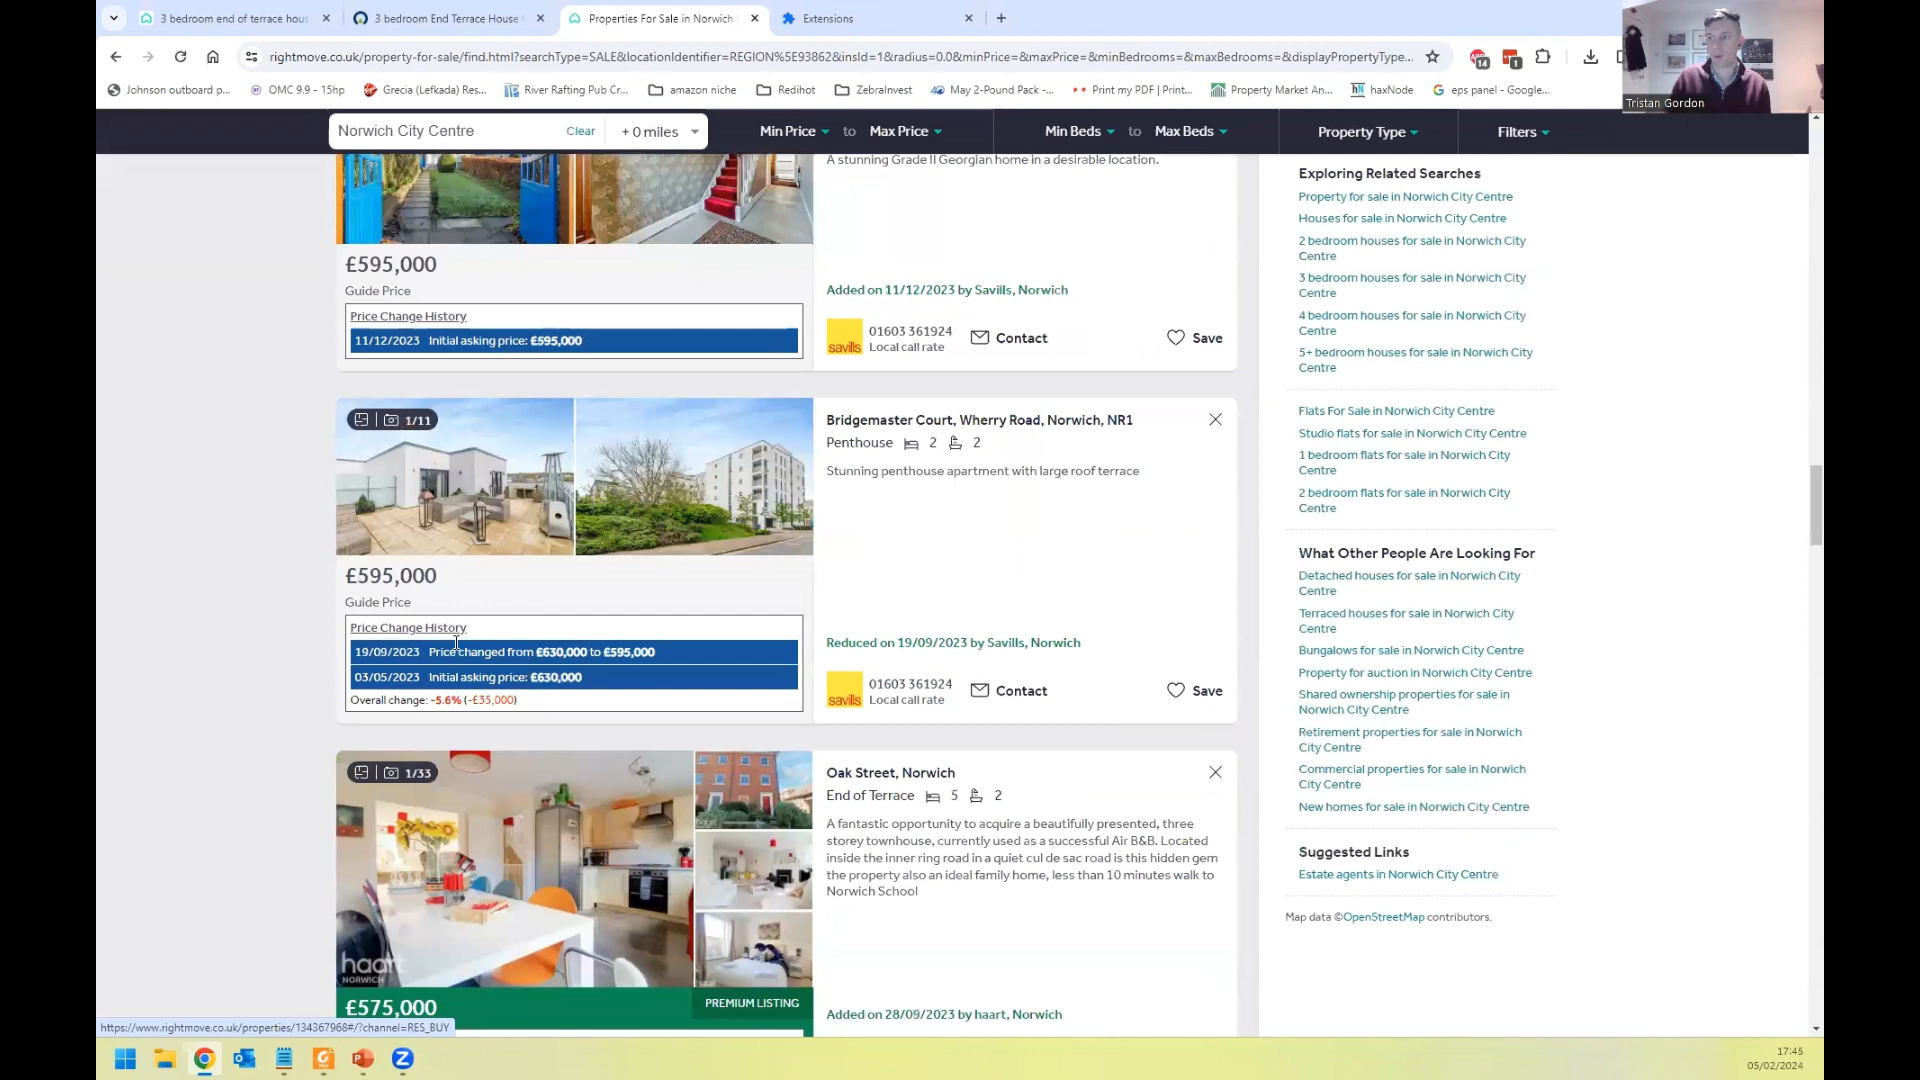 3 bedroom end of terrace hous
3 bedroom End Terrace House
Properties For Sale in Norwich
Extensions
rightmove.co.uk/property-for-sale/find.html?searchType=SALE&locationIdentifier=REGION%5E93862&insId=1&radius=0.0&minPrice=&maxPrice=&minBedrooms=&maxBedrooms=&displayPropertyType...
14
1
Johnson outboard p...
OMC 9.9 - 15hp
Grecia (Lefkada) Res...
River Rafting Pub Cr...
amazon niche
Redihot
ZebraInvest
May 2-Pound Pack -...
Print my PDF | Print...
Property Market An...
haxNode
eps panel - Google...
Tristan Gordon
Norwich City Centre
Clear
+ 0 miles
Min Price
to
Max Price
Min Beds
to
Max Beds
Property Type
Filters
A stunning Grade II Georgian home in a desirable location.
£595,000
Guide Price
Price Change History
11/12/2023 Initial asking price: £595,000
Added on 11/12/2023 by Savills, Norwich
savills
01603 361924
Local call rate
Contact
Save
1/11
Bridgemaster Court, Wherry Road, Norwich, NR1
Penthouse 2 2
Stunning penthouse apartment with large roof terrace
£595,000
Guide Price
Price Change History
19/09/2023 Price changed from £630,000 to £595,000
03/05/2023 Initial asking price: £630,000
Overall change: -5.6% (-£35,000)
Reduced on 19/09/2023 by Savills, Norwich
savills
01603 361924
Local call rate
Contact
Save
1/33
Oak Street, Norwich
End of Terrace 5 2
A fantastic opportunity to acquire a beautifully presented, three
storey townhouse, currently used as a successful Air B&B. Located
inside the inner ring road in a quiet cul de sac road is this hidden gem
the property also an ideal family home, less than 10 minutes walk to
Norwich School
haart
NORWICH
£575,000
PREMIUM LISTING
Added on 28/09/2023 by haart, Norwich
Exploring Related Searches
Property for sale in Norwich City Centre
Houses for sale in Norwich City Centre
2 bedroom houses for sale in Norwich City
Centre
3 bedroom houses for sale in Norwich City
Centre
4 bedroom houses for sale in Norwich City
Centre
5+ bedroom houses for sale in Norwich City
Centre
Flats For Sale in Norwich City Centre
Studio flats for sale in Norwich City Centre
1 bedroom flats for sale in Norwich City
Centre
2 bedroom flats for sale in Norwich City
Centre
What Other People Are Looking For
Detached houses for sale in Norwich City
Centre
Terraced houses for sale in Norwich City
Centre
Bungalows for sale in Norwich City Centre
Property for auction in Norwich City Centre
Shared ownership properties for sale in
Norwich City Centre
Retirement properties for sale in Norwich
City Centre
Commercial properties for sale in Norwich
City Centre
New homes for sale in Norwich City Centre
Suggested Links
Estate agents in Norwich City Centre
Map data ©OpenStreetMap contributors.
https://www.rightmove.co.uk/properties/134367968#/?channel=RES_BUY
17:45
05/02/2024